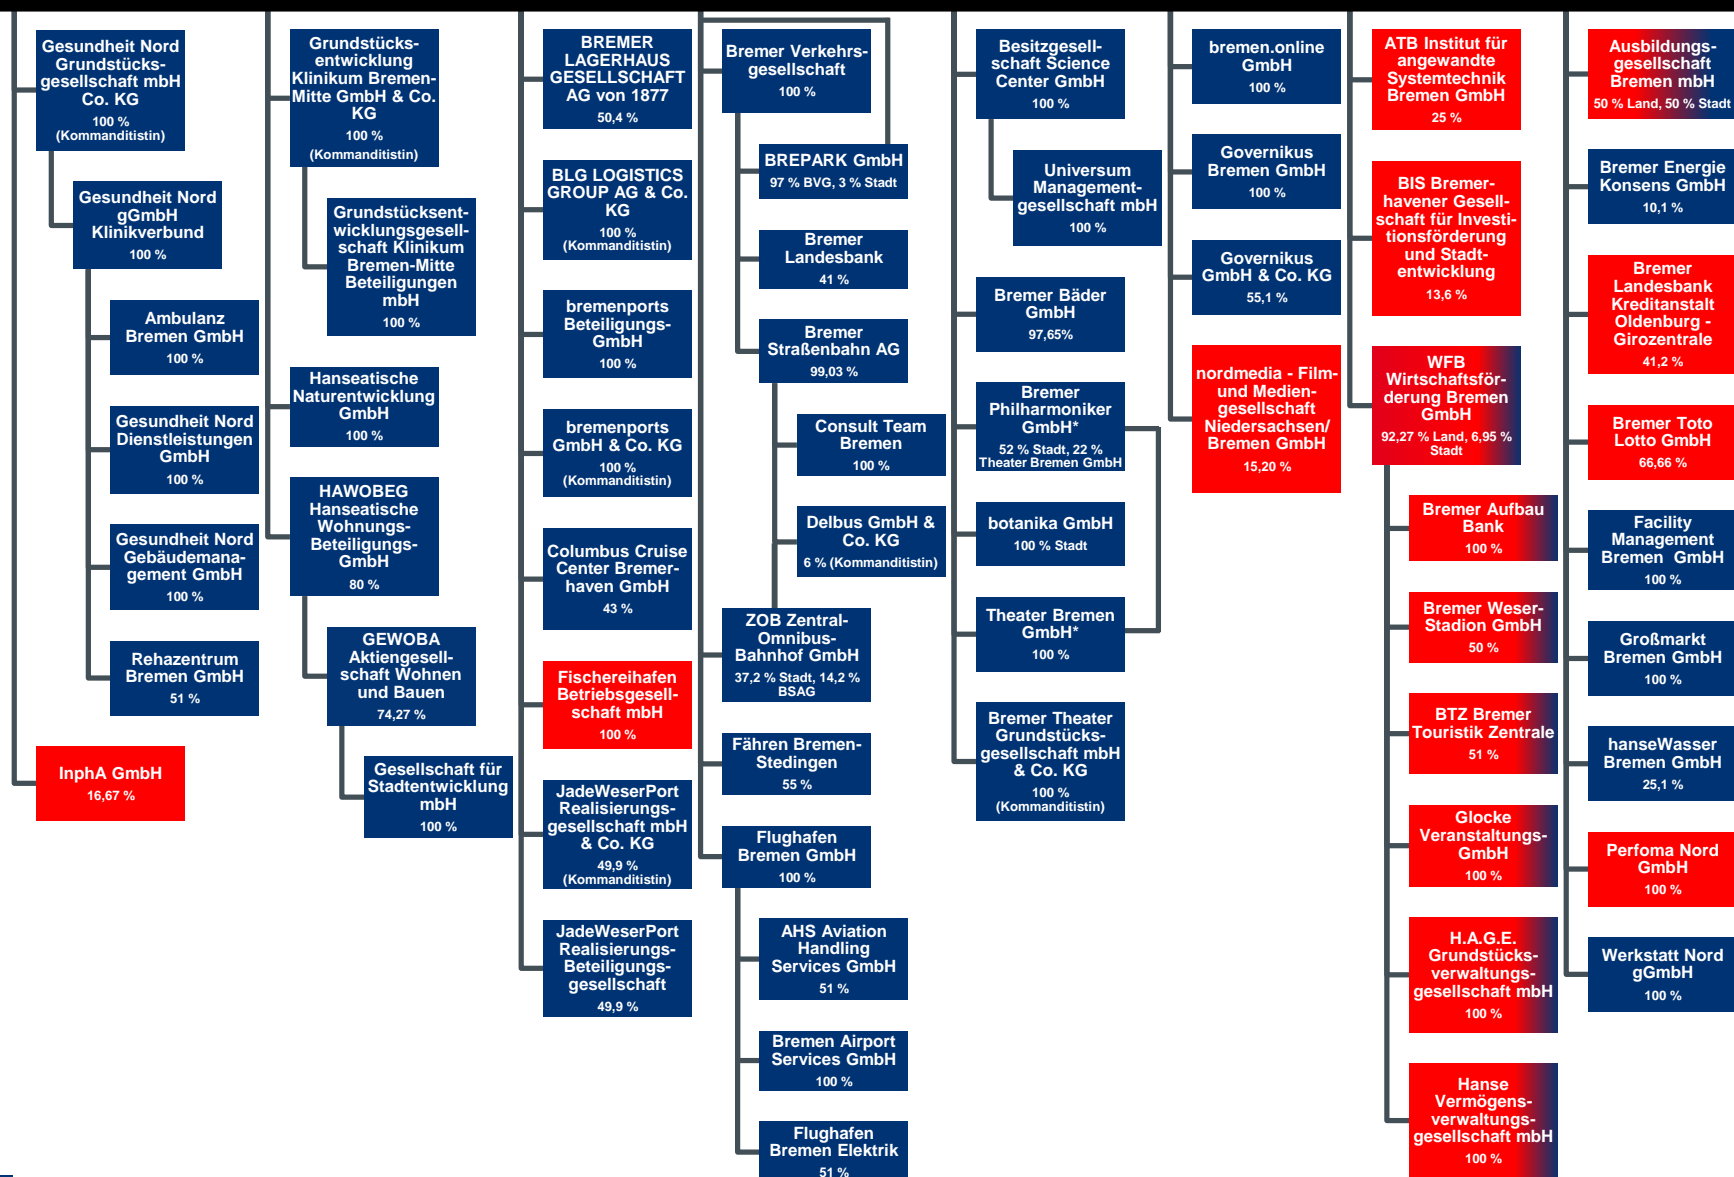 Gesundheit Nord
Grundstücks-
gesellschaft mbH
Co. KG
100 %
(Kommanditistin)
Gesundheit Nord
gGmbH
Klinikverbund
100 %
Ambulanz
Bremen GmbH
100 %
Gesundheit Nord
Dienstleistungen
GmbH
100 %
Gesundheit Nord
Gebäudemana-
gement GmbH
100 %
Rehazentrum
Bremen GmbH
51 %
InphA GmbH
16,67 %
Grundstücks-
entwicklung
Klinikum Bremen-
Mitte GmbH & Co.
KG
100 %
(Kommanditistin)
Grundstücksent-
wicklungsgesell-
schaft Klinikum
Bremen-Mitte
Beteiligungen
mbH
100 %
Hanseatische
Naturentwicklung
GmbH
100 %
HAWOBEG
Hanseatische
Wohnungs-
Beteiligungs-
GmbH
80 %
GEWOBA
Aktiengesell-
schaft Wohnen
und Bauen
74,27 %
Gesellschaft für
Stadtentwicklung
mbH
100 %
BREMER
LAGERHAUS
GESELLSCHAFT
AG von 1877
50,4 %
BLG LOGISTICS
GROUP AG & Co.
KG
100 %
(Kommanditistin)
bremenports
Beteiligungs-
GmbH
100 %
bremenports
GmbH & Co. KG
100 %
(Kommanditistin)
Columbus Cruise
Center Bremer-
haven GmbH
43 %
Fischereihafen
Betriebsgesell-
schaft mbH
100 %
JadeWeserPort
Realisierungs-
gesellschaft mbH
& Co. KG
49,9 %
(Kommanditistin)
JadeWeserPort
Realisierungs-
Beteiligungs-
gesellschaft
49,9 %
Bremer Verkehrs-
gesellschaft
100 %
BREPARK GmbH
97 % BVG, 3 % Stadt
Bremer
Landesbank
41 %
Bremer
Straßenbahn AG
99,03 %
Consult Team
Bremen
100 %
Delbus GmbH &
Co. KG
6 % (Kommanditistin)
ZOB Zentral-
Omnibus-
Bahnhof GmbH
37,2 % Stadt, 14,2 %
BSAG
Fähren Bremen-
Stedingen
55 %
Flughafen
Bremen GmbH
100 %
AHS Aviation
Handling
Services GmbH
51 %
Bremen Airport
Services GmbH
100 %
Flughafen
Bremen Elektrik
51 %
Besitzgesell-
schaft Science
Center GmbH
100 %
Universum
Management-
gesellschaft mbH
100 %
Bremer Bäder
GmbH
97,65%
Bremer
Philharmoniker
GmbH*
52 % Stadt, 22 %
Theater Bremen GmbH
botanika GmbH
100 % Stadt
Theater Bremen
GmbH*
100 %
Bremer Theater
Grundstücks-
gesellschaft mbH
& Co. KG
100 %
(Kommanditistin)
bremen.online
GmbH
100 %
Governikus
Bremen GmbH
100 %
Governikus
GmbH & Co. KG
55,1 %
nordmedia - Film-
und Medien-
gesellschaft
Niedersachsen/
Bremen GmbH
15,20 %
ATB Institut für
angewandte
Systemtechnik
Bremen GmbH
25 %
BIS Bremer-
havener Gesell-
schaft für Investi-
tionsförderung
und Stadt-
entwicklung
13,6 %
WFB
Wirtschaftsför-
derung Bremen
GmbH
92,27 % Land, 6,95 %
Stadt
Bremer Aufbau
Bank
100 %
Bremer Weser-
Stadion GmbH
50 %
BTZ Bremer
Touristik Zentrale
51 %
Glocke
Veranstaltungs-
GmbH
100 %
H.A.G.E.
Grundstücks-
verwaltungs-
gesellschaft mbH
100 %
Hanse
Vermögens-
verwaltungs-
gesellschaft mbH
100 %
Ausbildungs-
gesellschaft
Bremen mbH
50 % Land, 50 % Stadt
Bremer Energie
Konsens GmbH
10,1 %
Bremer
Landesbank
Kreditanstalt
Oldenburg -
Girozentrale
41,2 %
Bremer Toto
Lotto GmbH
66,66 %
Facility
Management
Bremen GmbH
100 %
Großmarkt
Bremen GmbH
100 %
hanseWasser
Bremen GmbH
25,1 %
Perfoma Nord
GmbH
100 %
Werkstatt Nord
gGmbH
100 %